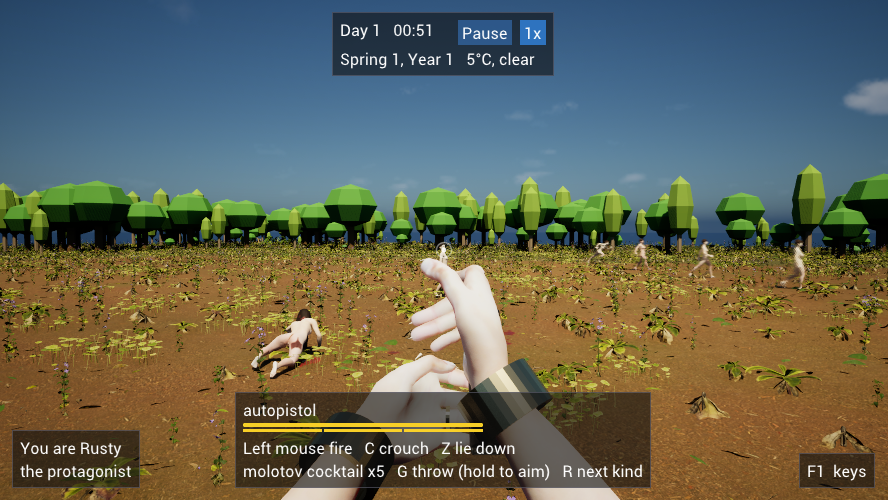 Day 1 00:51 Pause 1x
Spring 1, Year 1 5°C, clear
autopistol
Left mouse fire C crouch Z lie down
molotov cocktail x5 G throw (hold to aim) R next kind
You are Rusty
the protagonist
F1 keys